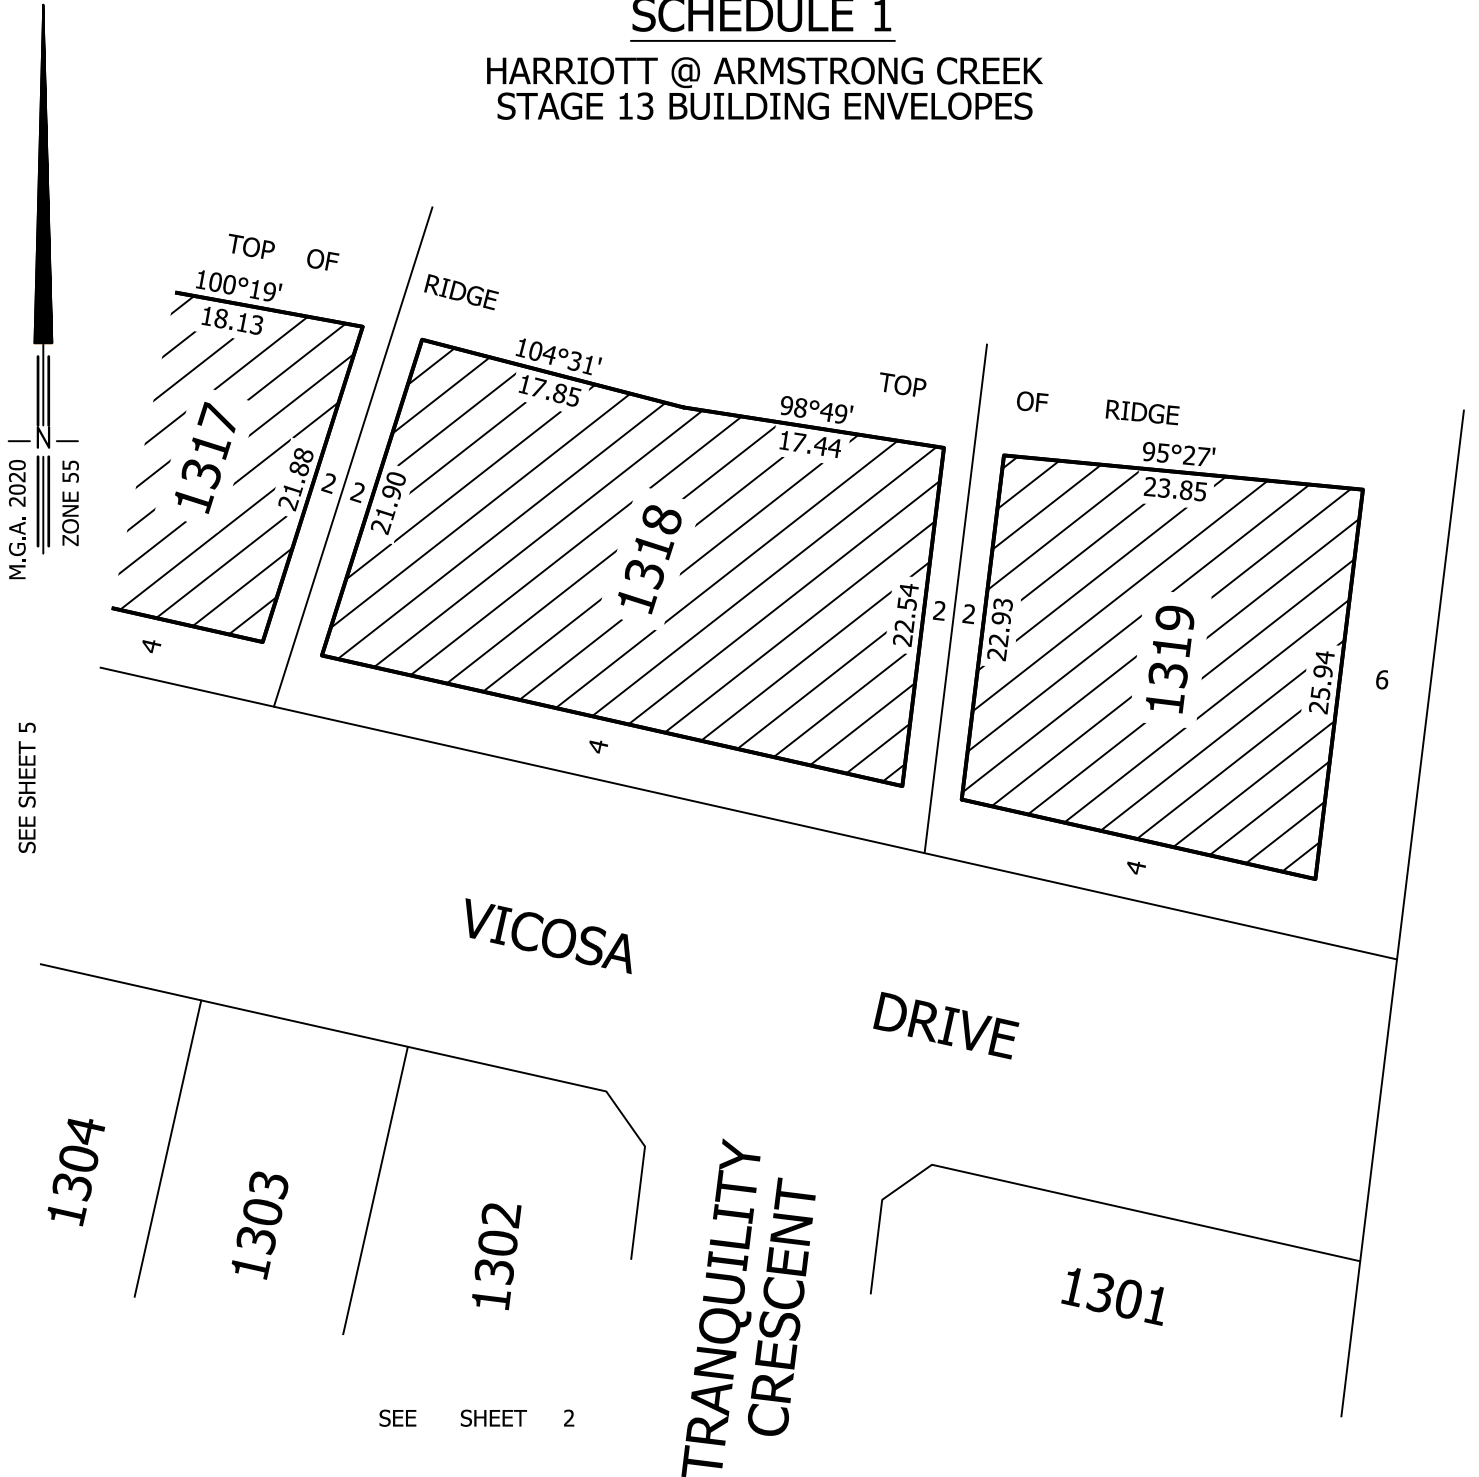 SCHEDULE 1
HARRIOTT @ ARMSTRONG CREEK
STAGE 13 BUILDING ENVELOPES
TOP OF RIDGE
100°19'
18.13
1317
21.88
2
2
4
104°31'
17.85
98°49'
17.44
21.90
1318
22.54
4
TOP OF RIDGE
95°27'
23.85
2
2
22.93
1319
25.94
6
4
M.G.A. 2020
N
ZONE 55
SEE SHEET 5
VICOSA DRIVE
1304
1303
1302
TRANQUILITY
CRESCENT
1301
SEE SHEET 2